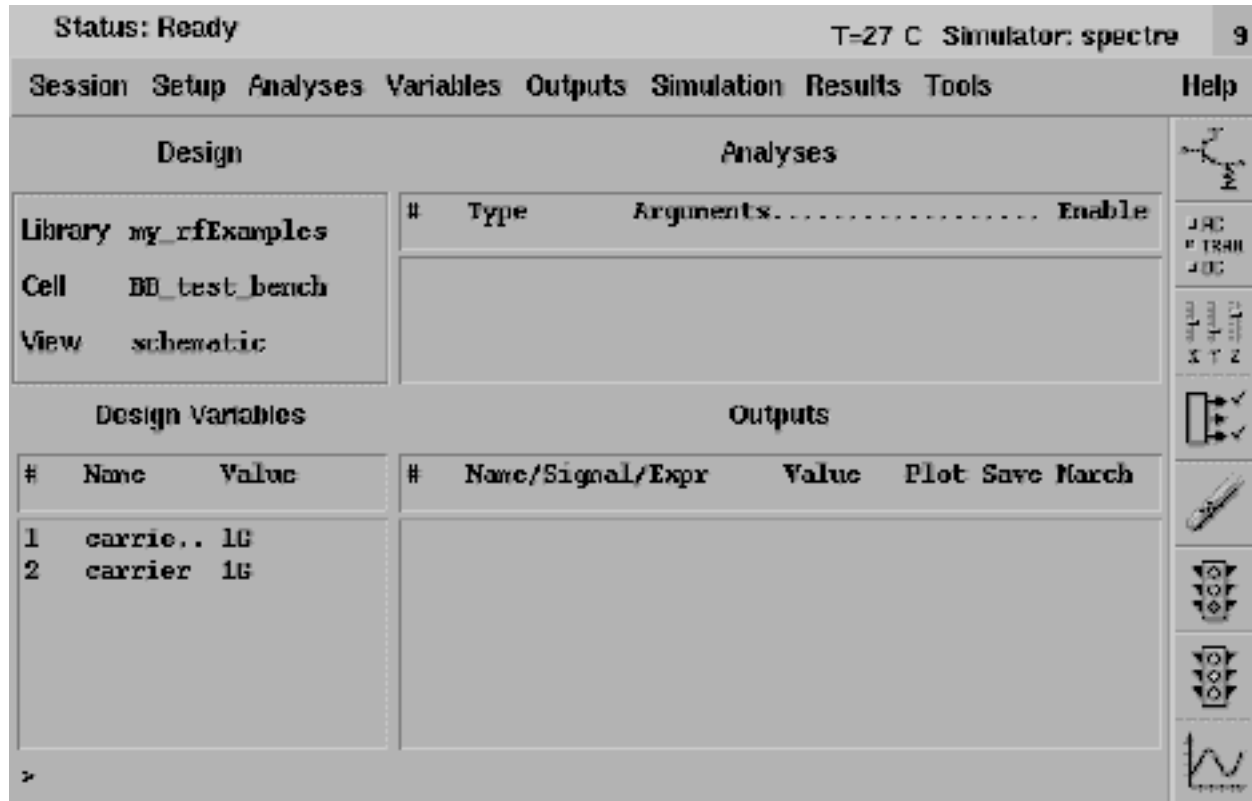 Status: Ready
T=27 C Simulator: spectre 9
Session Setup Analyses Variables Outputs Simulation Results Tools Help
Design
Analyses
Library my_rfExamples
Cell BB_test_bench
View schematic
# Type Arguments.................. Enable
AC
TRAN
DC
X Y Z
Design Variables
Outputs
# Name Value
# Name/Signal/Expr Value Plot Save March
1 carrie.. 1G
2 carrier 1G
>